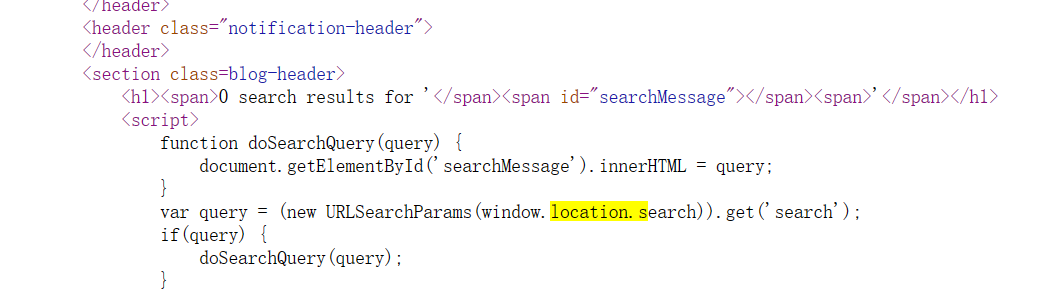 </header>
<header class="notification-header">
</header>
<section class=blog-header>
<h1><span>0 search results for '</span><span id="searchMessage"></span><span>'</span></h1>
<script>
function doSearchQuery(query) {
document.getElementById('searchMessage').innerHTML = query;
}
var query = (new URLSearchParams(window.location.search)).get('search');
if(query) {
doSearchQuery(query);
}